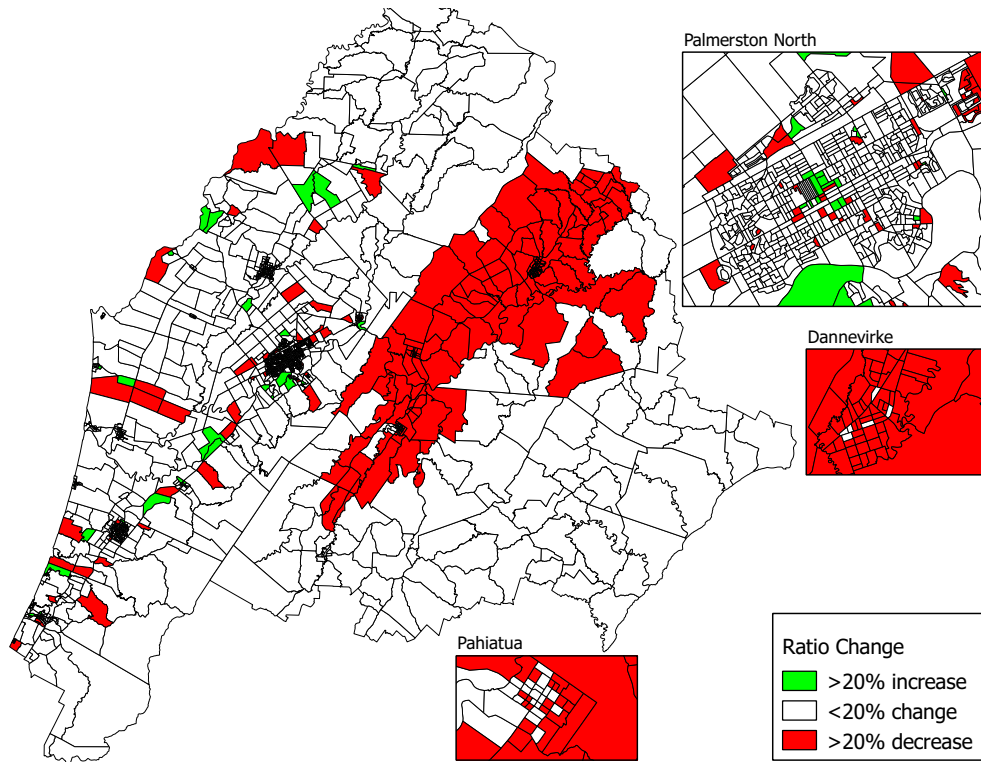 Palmerston North
Dannevirke
Pahiatua
Ratio Change
>20% increase
<20% change
>20% decrease